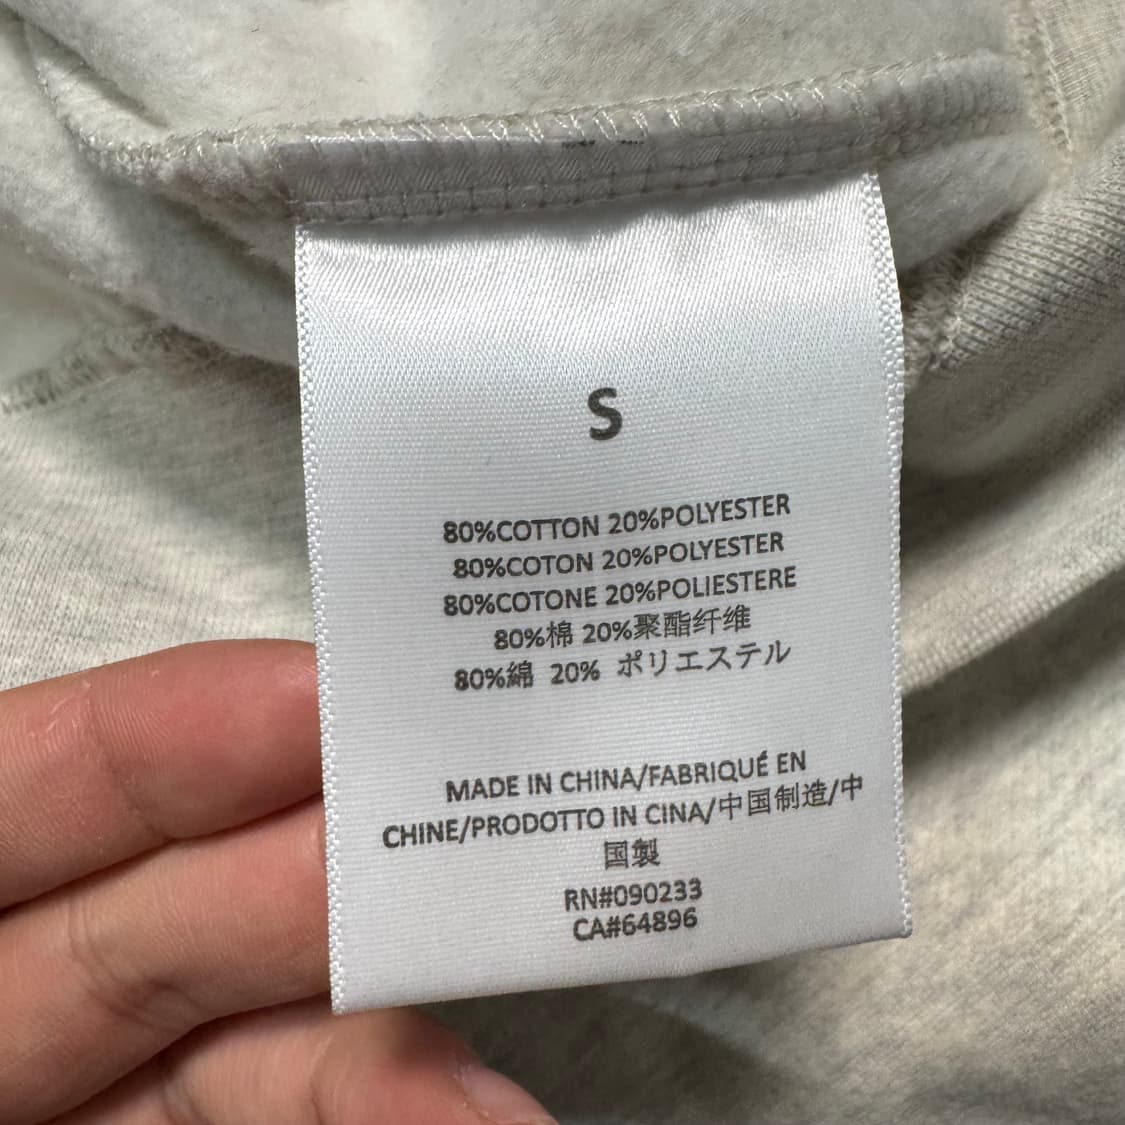 S
80%COTTON 20%POLYESTER
80%COTON 20%POLYESTER
80%COTONE 20%POLIESTERE
80%棉 20%聚酯纤维
80%綿 20% ポリエステル
MADE IN CHINA/FABRIQUÉ EN
CHINE/PRODOTTO IN CINA/中国制造/中
国製
RN#090233
CA#64896